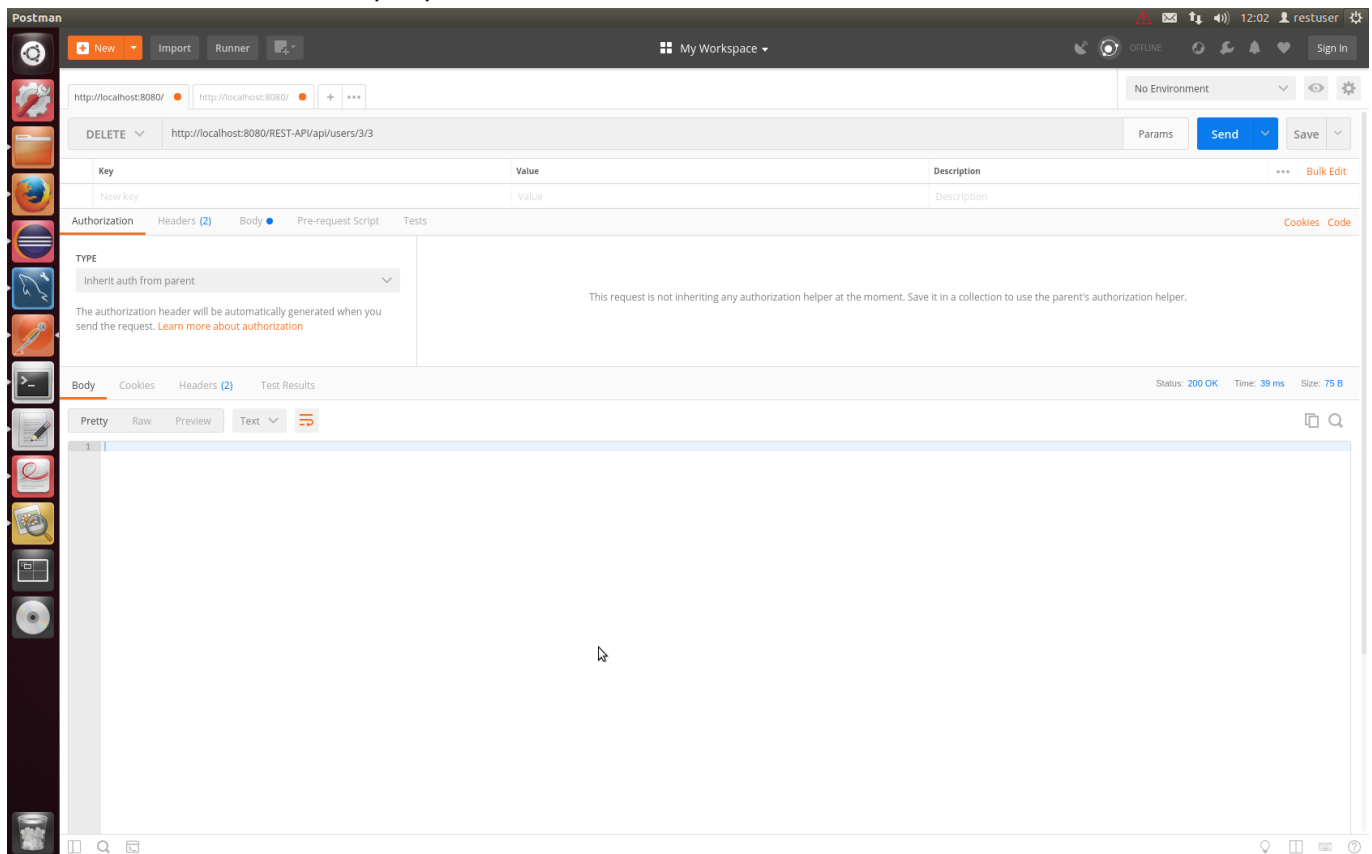 Postman
12:02 restuser
New Import Runner My Workspace OFFLINE Sign In
http://localhost:8080/ http://localhost:8080/ + No Environment
DELETE http://localhost:8080/REST-API/api/users/3/3 Params Send Save
Key Value Description Bulk Edit
New key Value Description
Authorization Headers (2) Body Pre-request Script Tests Cookies Code
TYPE
Inherit auth from parent
This request is not inheriting any authorization helper at the moment. Save it in a collection to use the parent's authorization helper.
The authorization header will be automatically generated when you
send the request. Learn more about authorization
Body Cookies Headers (2) Test Results Status: 200 OK Time: 39 ms Size: 75 B
Pretty Raw Preview Text
1